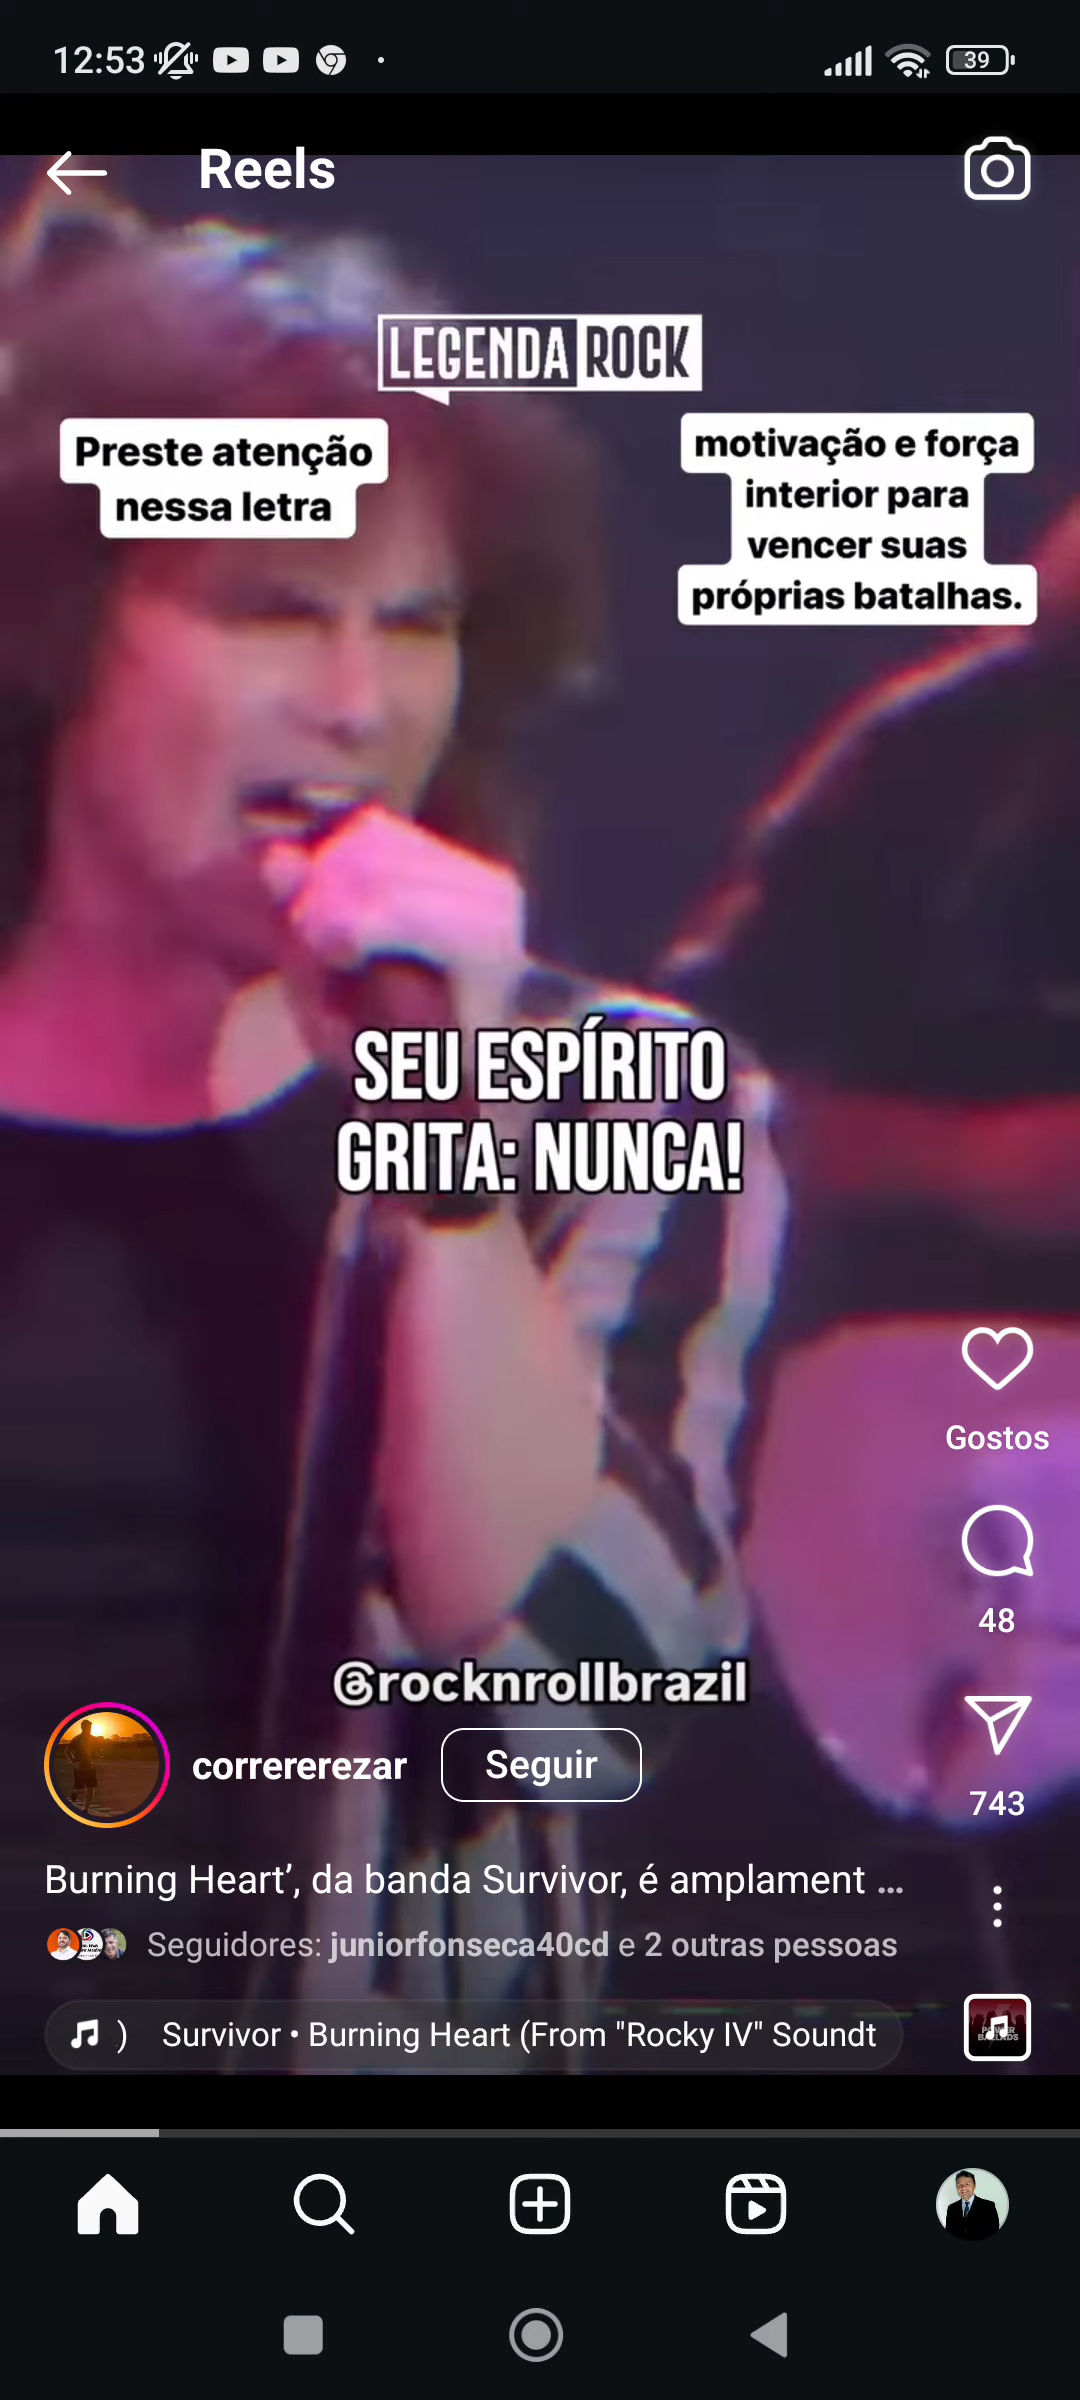 12:53
39
Reels
LEGENDA ROCK
Preste atenção
nessa letra
motivação e força
interior para
vencer suas
próprias batalhas.
SEU ESPÍRITO
GRITA: NUNCA!
Gostos
48
@rocknrollbrazil
743
corrererezar
Seguir
Burning Heart’, da banda Survivor, é amplament ...
Seguidores: juniorfonseca40cd e 2 outras pessoas
) Survivor • Burning Heart (From "Rocky IV" Soundt
POWER
BALLADS